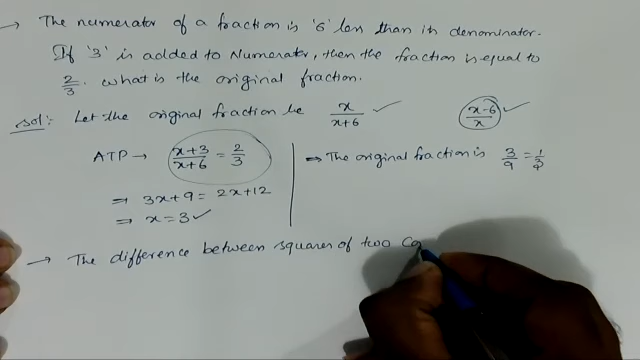 → The numerator of a fraction is '6' less than its denominator.
If '3' is added to Numerator, then the fraction is equal to
2/3. what is the original fraction.
Sol:- Let the original fraction be x/(x+6) ✓ (x-6)/x ✓
ATP → (x+3)/(x+6) = 2/3
⇒ 3x+9 = 2x+12
⇒ x=3 ✓
⇒ The original fraction is 3/9 =
→ The difference between squares of two Co